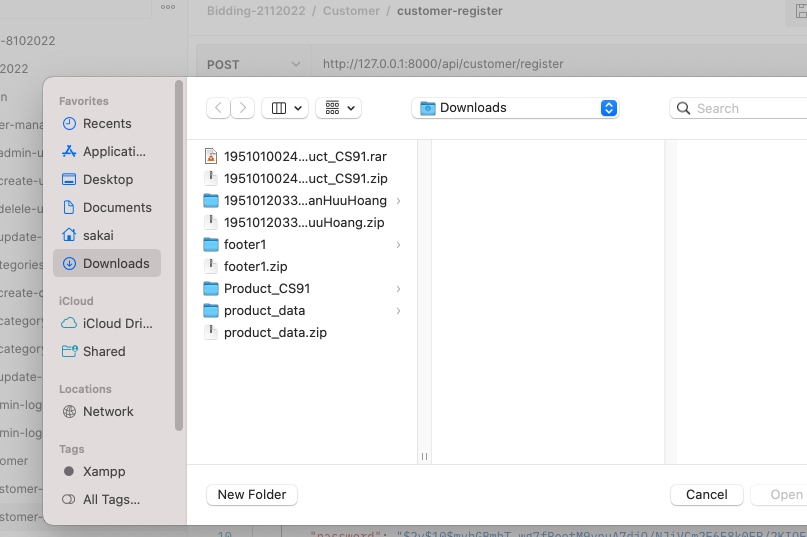 Bidding-2112022 / Customer / customer-register
-8102022
2022
POST
http://127.0.0.1:8000/api/customer/register
n
er-mana
admin-u
create-u
delele-u
update-
ategories
create-c
category
category
update-
min-log
min-log
omer
stomer-
stomer-
Favorites
Recents
Applicati...
Desktop
Documents
sakai
Downloads
iCloud
iCloud Dri...
Shared
Locations
Network
Tags
Xampp
All Tags...
Downloads
Search
1951010024...uct_CS91.rar
1951010024...uct_CS91.zip
1951012033...anHuuHoang
1951012033...uuHoang.zip
footer1
footer1.zip
Product_CS91
product_data
product_data.zip
New Folder
Cancel
Open
10
"password":